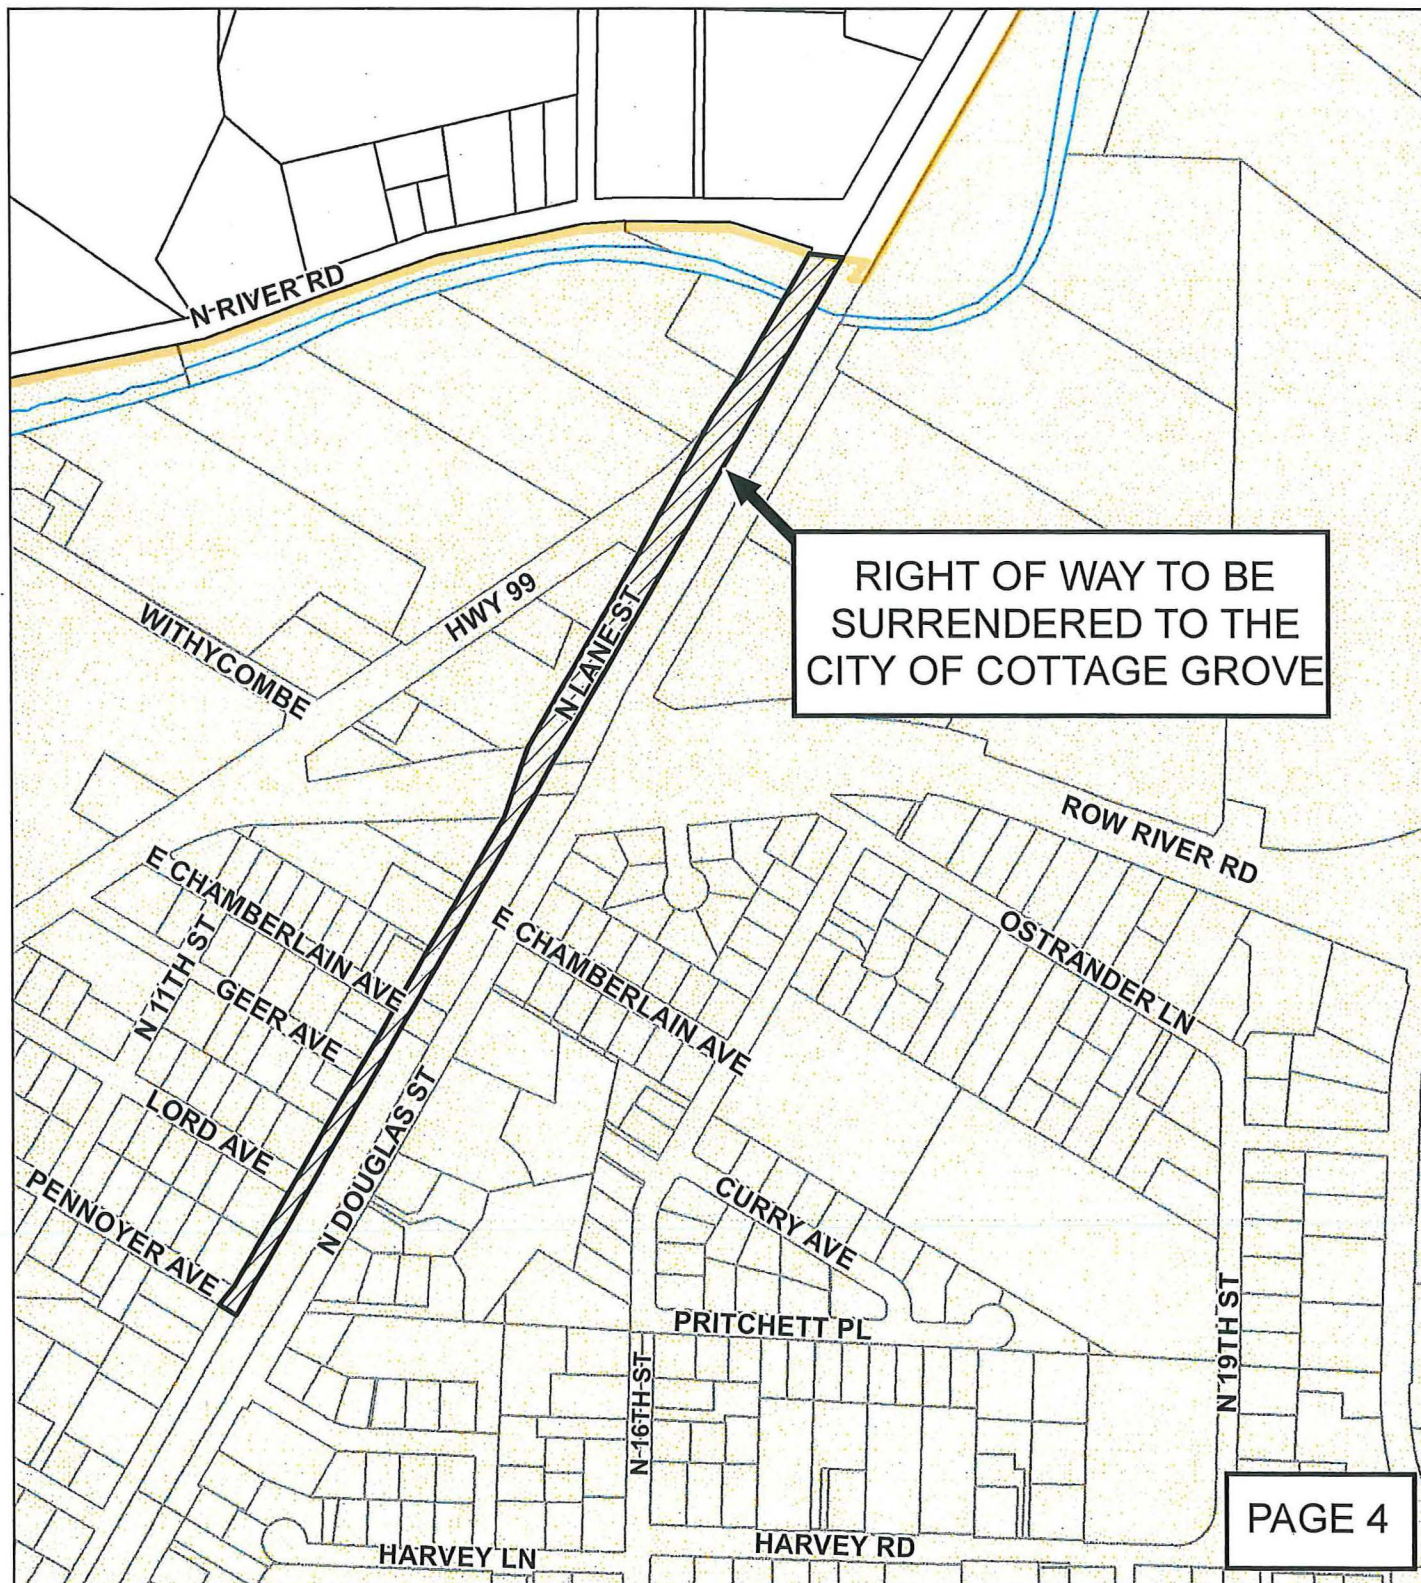 N RIVER RD
RIGHT OF WAY TO BE
SURRENDERED TO THE
CITY OF COTTAGE GROVE
HWY 99
N LANE ST
WITHYCOMBE
ROW RIVER RD
E CHAMBERLAIN AVE
E CHAMBERLAIN AVE
OSTRANDER LN
N 11TH ST
GEER AVE
LORD AVE
N DOUGLAS ST
PENNOYER AVE
CURRY AVE
PRITCHETT PL
N 16TH ST
N 19TH ST
HARVEY LN
HARVEY RD
PAGE 4